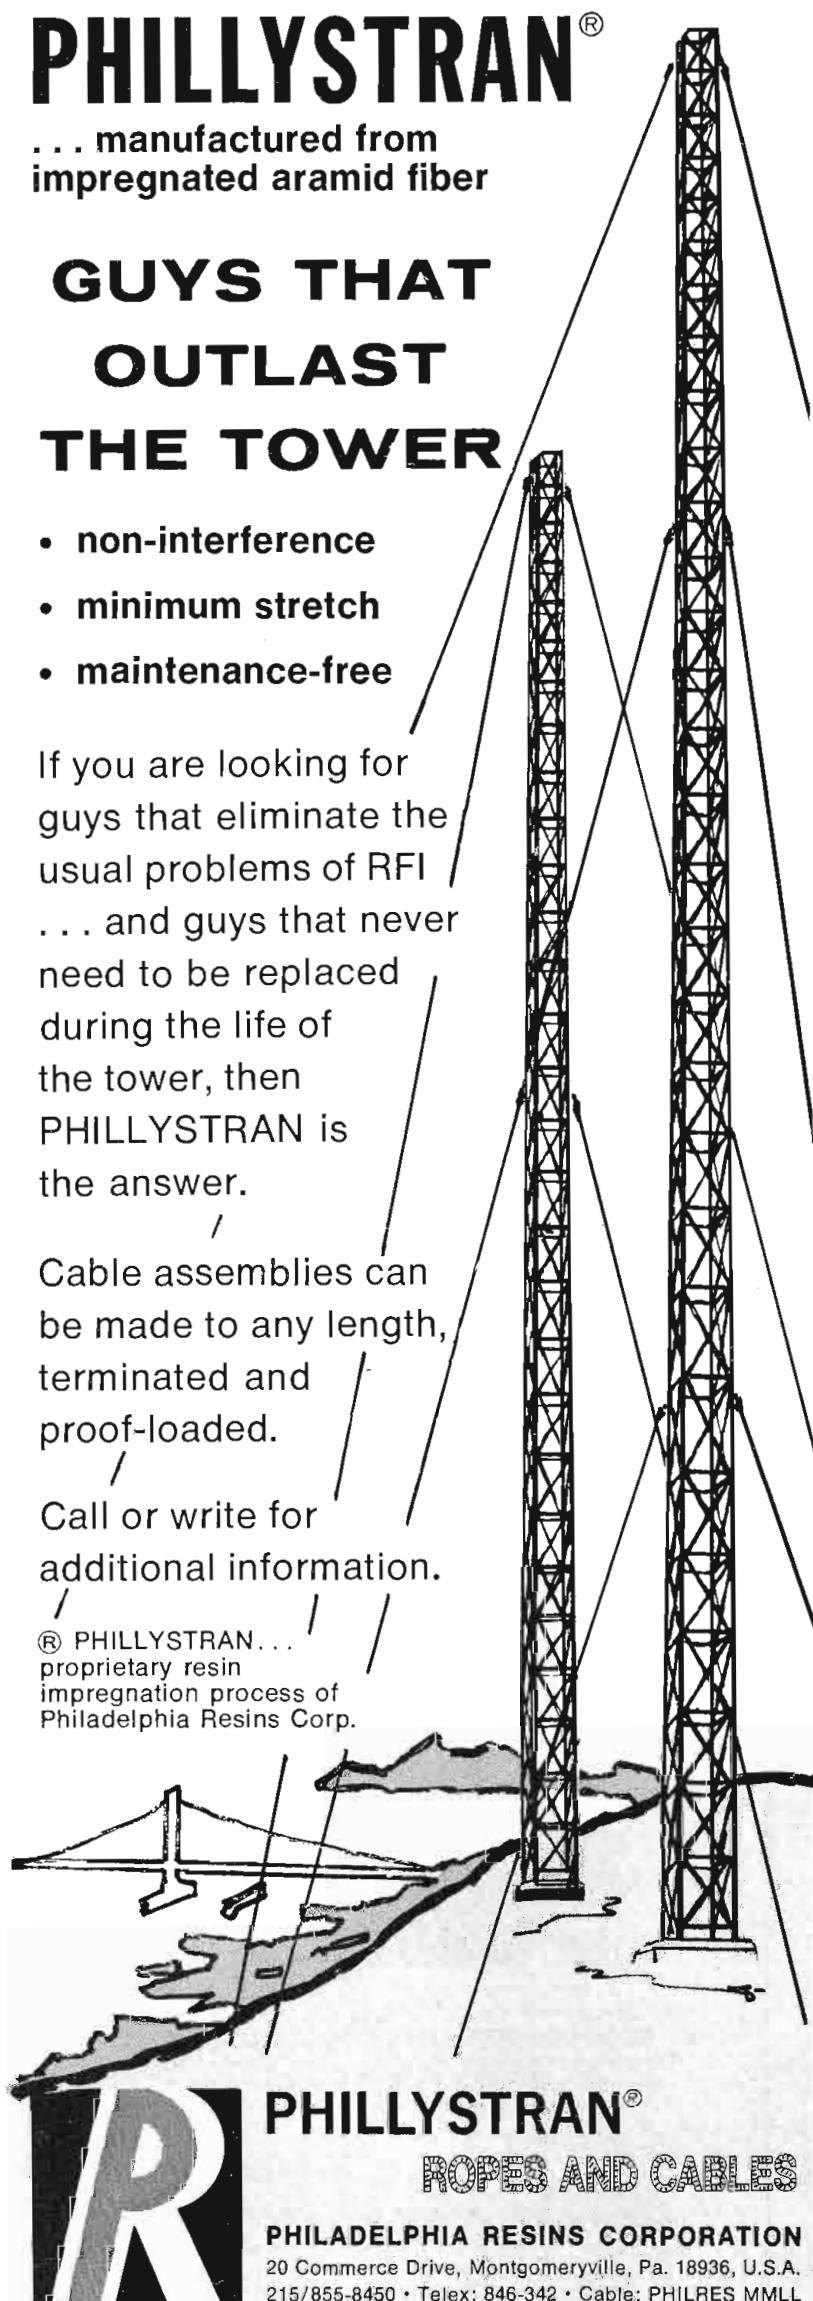 PHILLYSTRAN®
... manufactured from
impregnated aramid fiber
GUYS THAT
OUTLAST
THE TOWER
• non-interference
• minimum stretch
• maintenance-free
If you are looking for
guys that eliminate the
usual problems of RFI
... and guys that never
need to be replaced
during the life of
the tower, then
PHILLYSTRAN is
the answer.
Cable assemblies can
be made to any length,
terminated and
proof-loaded.
Call or write for
additional information.
® PHILLYSTRAN...
proprietary resin
impregnation process of
Philadelphia Resins Corp.
PR
PHILLYSTRAN®
ROPES AND CABLES
PHILADELPHIA RESINS CORPORATION
20 Commerce Drive, Montgomeryville, Pa. 18936, U.S.A.
215/855-8450 • Telex: 846-342 • Cable: PHILRES MMLL